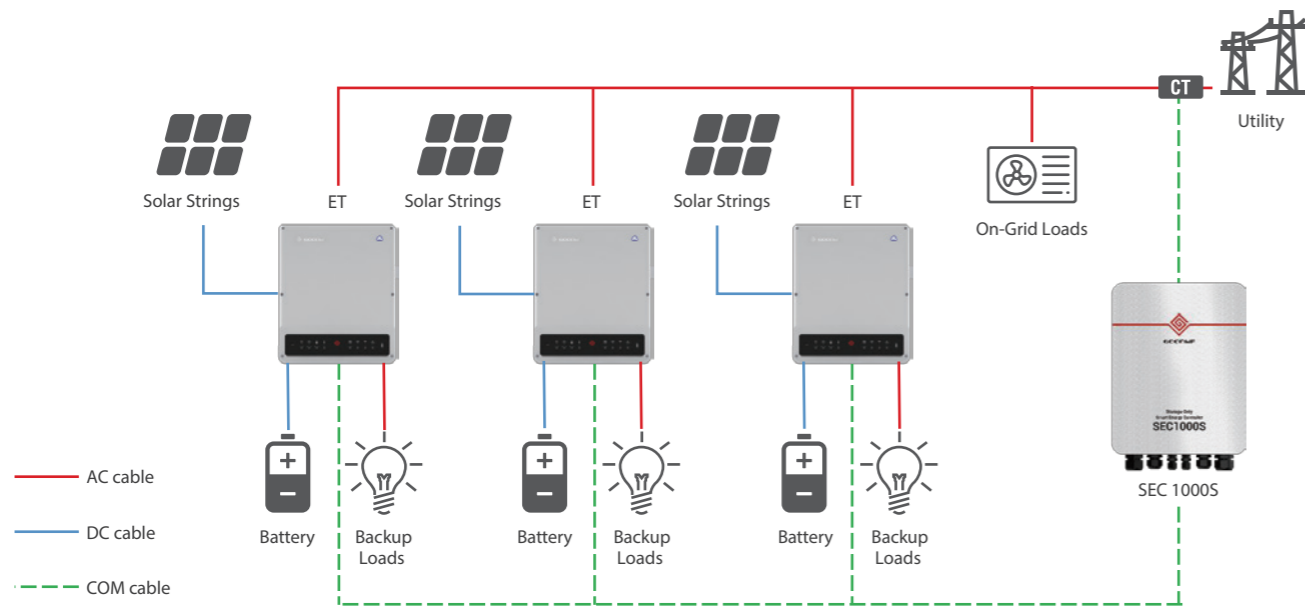 CT
Utility
Solar Strings
ET
Solar Strings
ET
Solar Strings
ET
On-Grid Loads
GOODWE
SEC1000S
SEC 1000S
AC cable
DC cable
COM cable
Battery
Backup
Loads
Battery
Backup
Loads
Battery
Backup
Loads